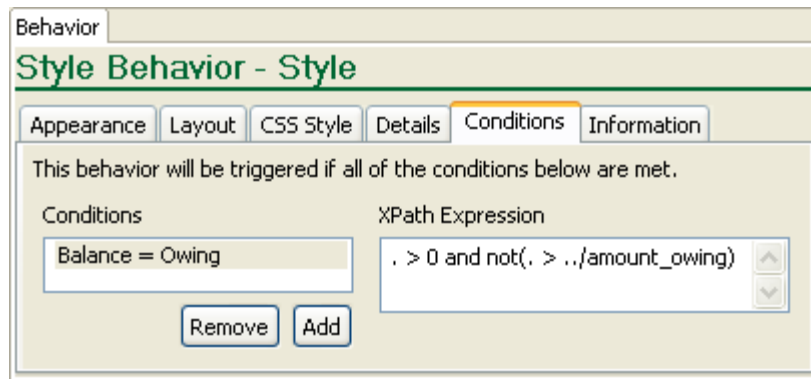 Behavior
Style Behavior - Style
Appearance Layout CSS Style Details Conditions Information
This behavior will be triggered if all of the conditions below are met.
Conditions XPath Expression
Balance = Owing . > 0 and not(. > ../amount_owing)
Remove Add